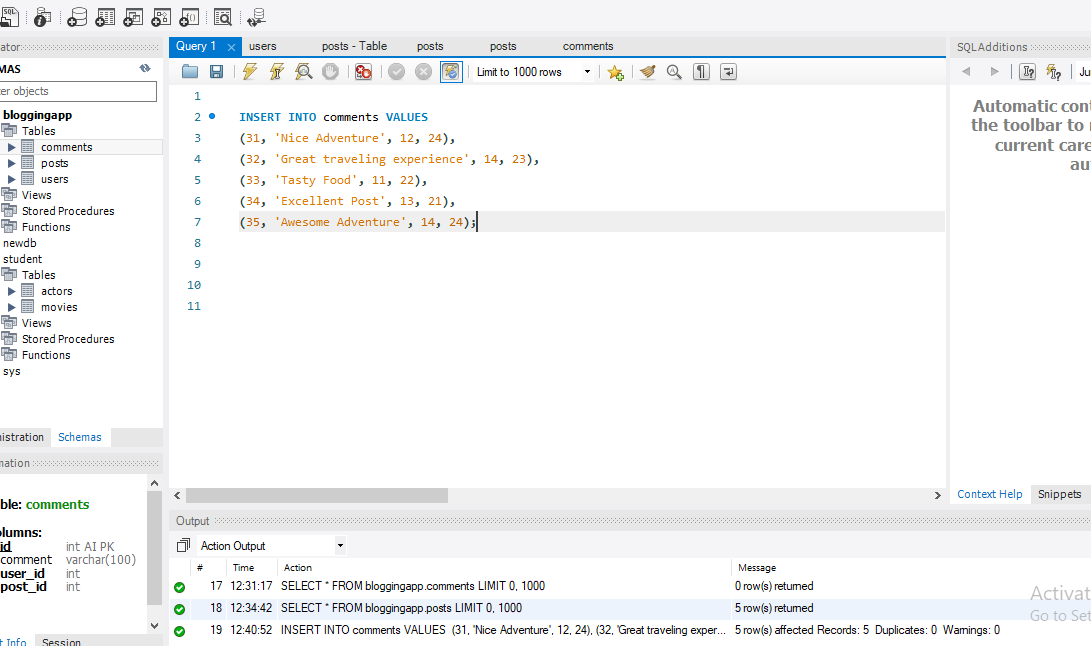 SQL
Query 1 × users posts - Table posts posts comments
Limit to 1000 rows
1
2 INSERT INTO comments VALUES
3 (31, 'Nice Adventure', 12, 24),
4 (32, 'Great traveling experience', 14, 23),
5 (33, 'Tasty Food', 11, 22),
6 (34, 'Excellent Post', 13, 21),
7 (35, 'Awesome Adventure', 14, 24);
8
9
10
11
ator
MAS
er objects
bloggingapp
Tables
comments
posts
users
Views
Stored Procedures
Functions
newdb
student
Tables
actors
movies
Views
Stored Procedures
Functions
sys
istration Schemas
mation
ble: comments
lumns:
id int AI PK
comment varchar(100)
user_id int
post_id int
t Info Session
SQLAdditions
Ju
Automatic cont
the toolbar to
current care
au
Context Help Snippets
Output
Action Output
# Time Action Message
17 12:31:17 SELECT * FROM bloggingapp.comments LIMIT 0, 1000 0 row(s) returned
18 12:34:42 SELECT * FROM bloggingapp.posts LIMIT 0, 1000 5 row(s) returned
19 12:40:52 INSERT INTO comments VALUES (31, 'Nice Adventure', 12, 24), (32, 'Great traveling exper... 5 row(s) affected Records: 5 Duplicates: 0 Warnings: 0
Activat
Go to Set